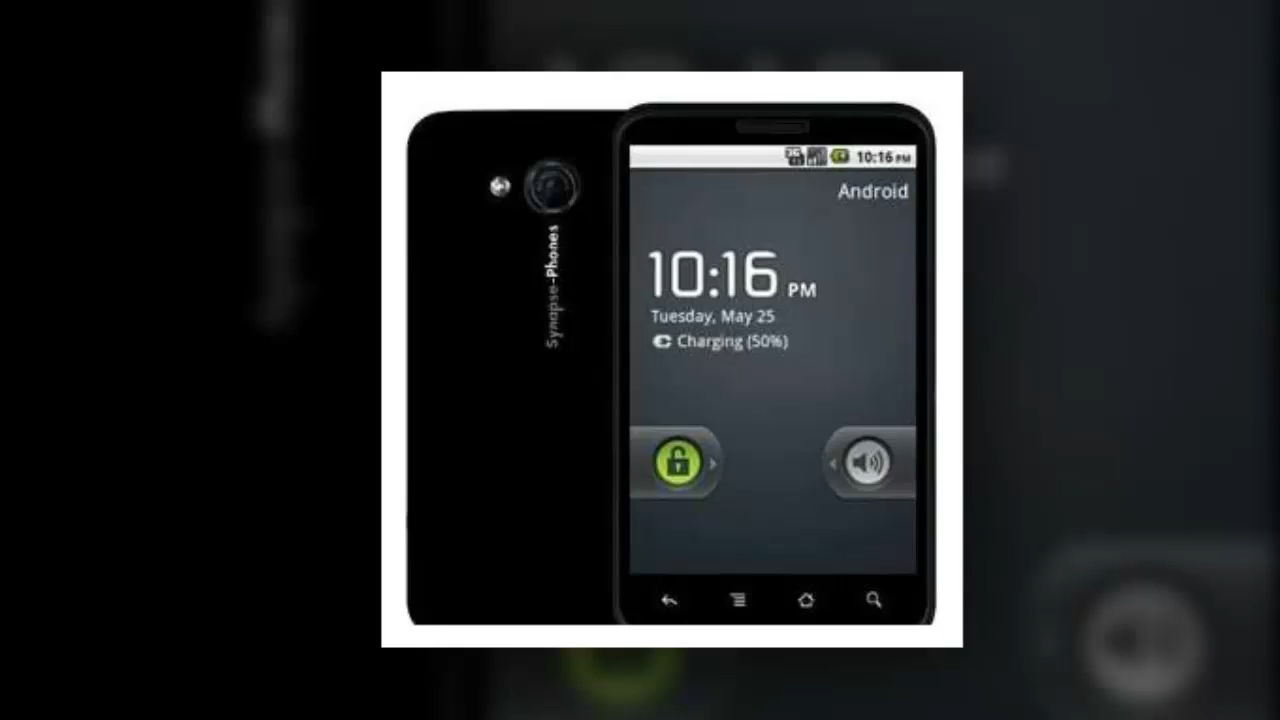 Synapse-Phones
10:16 PM
Android
10:16 PM
Tuesday, May 25
Charging (50%)